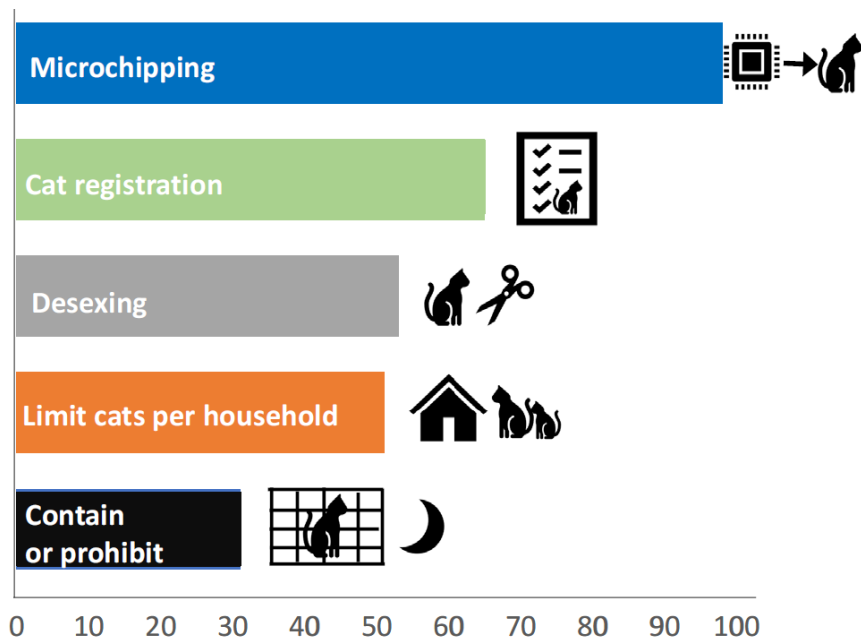 Microchipping
Cat registration
Desexing
Limit cats per household
Contain
or prohibit
0 10 20 30 40 50 60 70 80 90 100